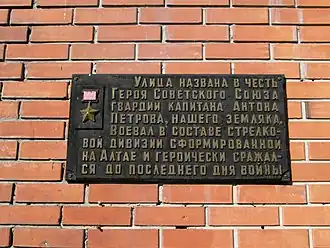 Улица названа в честь
Героя Советского Союза
гвардии капитана Антона
Петрова, нашего земляка.
Воевал в составе стрелко-
вой дивизии сформированной
на Алтае и героически сражал-
ся до последнего дня войны